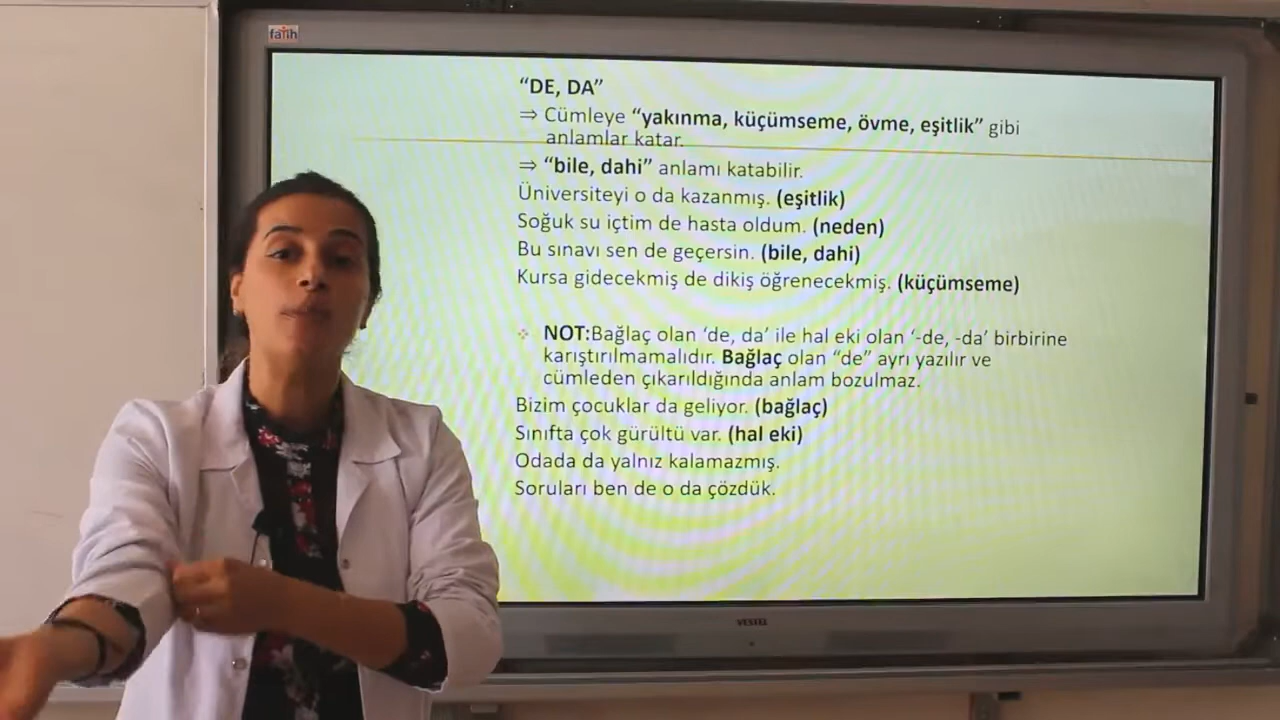 fatih
“DE, DA”
⇒ Cümleye “yakınma, küçümseme, övme, eşitlik” gibi
anlamlar katar.
⇒ “bile, dahi” anlamı katabilir.
Üniversiteyi o da kazanmış. (eşitlik)
Soğuk su içtim de hasta oldum. (neden)
Bu sınavı sen de geçersin. (bile, dahi)
Kursa gidecekmiş de dikiş öğrenecekmiş. (küçümseme)
NOT:Bağlaç olan ‘de, da’ ile hal eki olan ‘-de, -da’ birbirine
karıştırılmamalıdır. Bağlaç olan “de” ayrı yazılır ve
cümleden çıkarıldığında anlam bozulmaz.
Bizim çocuklar da geliyor. (bağlaç)
Sınıfta çok gürültü var. (hal eki)
Odada da yalnız kalamazmış.
Soruları ben de o da çözdük.
VESTEL